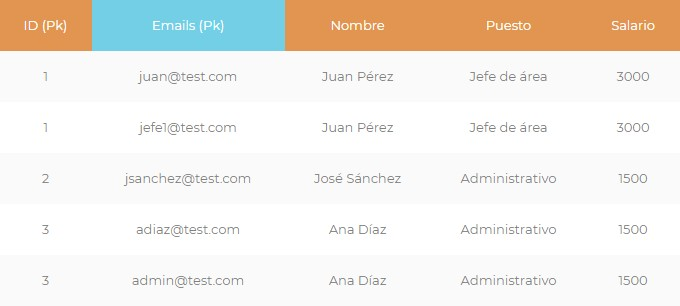 ID (Pk) Emails (Pk) Nombre Puesto Salario
1 juan@test.com Juan Pérez Jefe de área 3000
1 jefe1@test.com Juan Pérez Jefe de área 3000
2 jsanchez@test.com José Sánchez Administrativo 1500
3 adiaz@test.com Ana Díaz Administrativo 1500
3 admin@test.com Ana Díaz Administrativo 1500